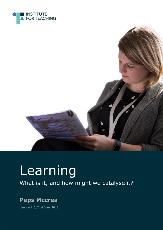 INSTITUTE
FOR TEACHING
Learning
What is it, and how might we catalyse it?
Peps Mccrea